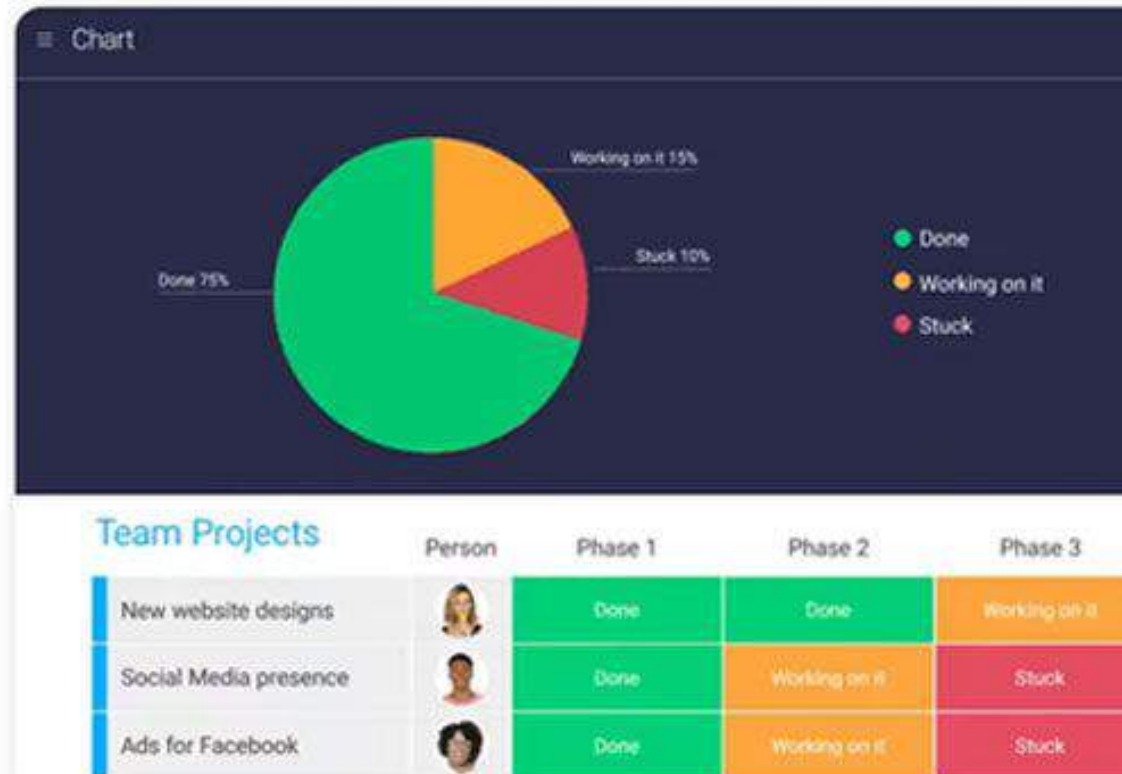 Chart
Working on it 15%
Stuck 10%
Done 75%
Done
Working on it
Stuck
Team Projects Person Phase 1 Phase 2 Phase 3
New website designs Done Done Working on it
Social Media presence Done Working on it Stuck
Ads for Facebook Done Working on it Stuck